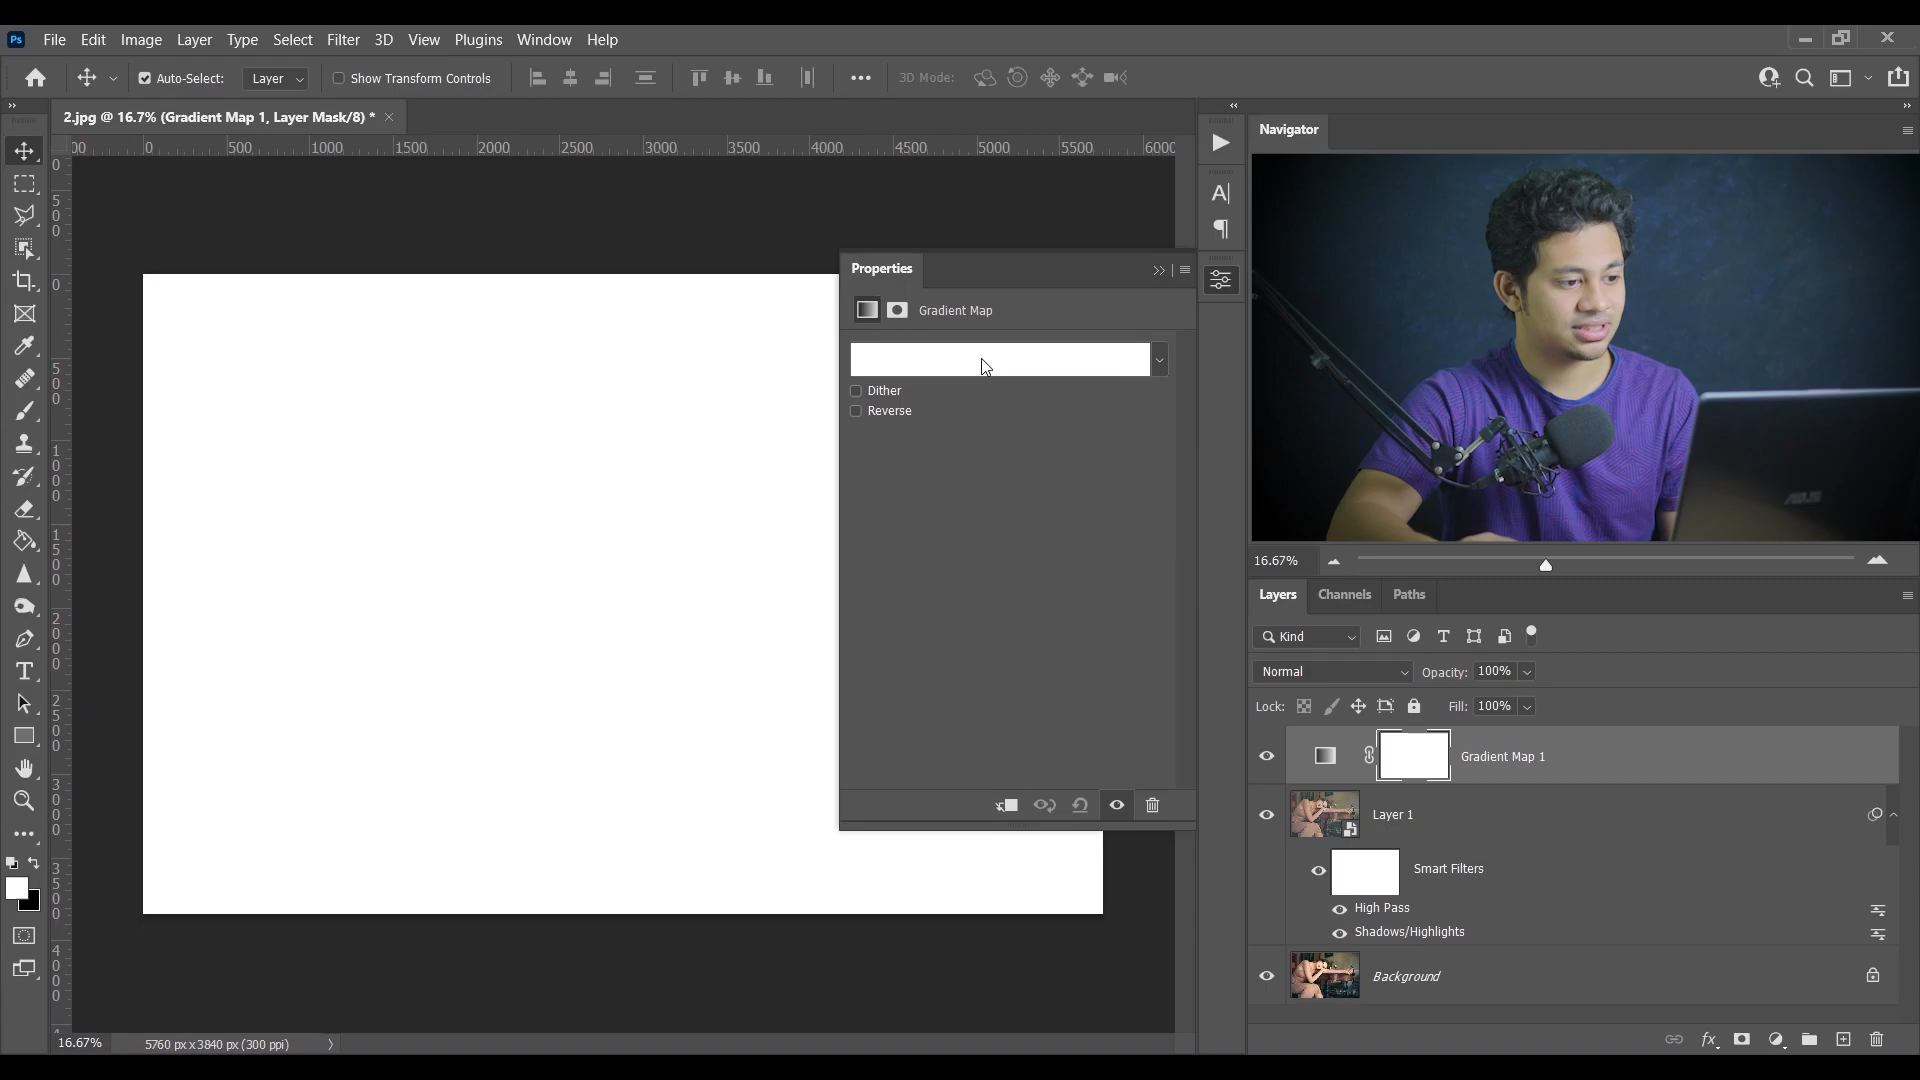 Ps File Edit Image Layer Type Select Filter 3D View Plugins Window Help
Auto-Select: Layer Show Transform Controls 3D Mode:
2.jpg @ 16.7% (Gradient Map 1, Layer Mask/8) *
00 0 500 1000 1500 2000 2500 3000 3500 4000 4500 5000 5500 6000
Navigator
Properties
Gradient Map
Dither
Reverse
ASUS
16.67%
Layers Channels Paths
Kind
Normal Opacity: 100%
Lock: Fill: 100%
Gradient Map 1
Layer 1
Smart Filters
High Pass
Shadows/Highlights
Background
16.67% 5760 px x 3840 px (300 ppi)